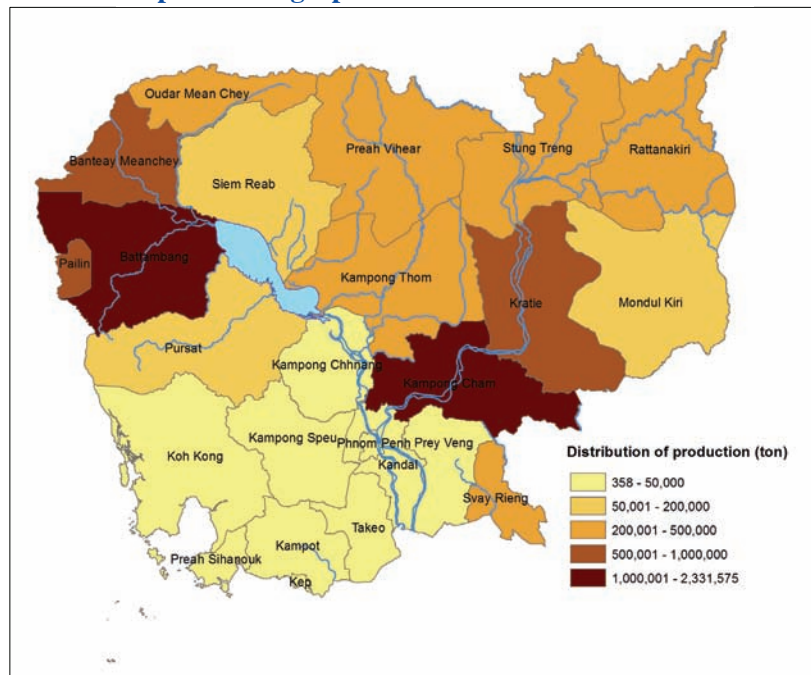 Oudar Mean Chey
Banteay Meanchey
Siem Reab
Preah Vihear
Stung Treng
Rattanakiri
Pailin
Battambang
Kampong Thom
Kratie
Mondul Kiri
Pursat
Kampong Chhnang
Kampong Cham
Koh Kong
Kampong Speu
Phnom Penh
Prey Veng
Kandal
Svay Rieng
Takeo
Kampot
Preah Sihanouk
Kep
Distribution of production (ton)
358 - 50,000
50,001 - 200,000
200,001 - 500,000
500,001 - 1,000,000
1,000,001 - 2,331,575